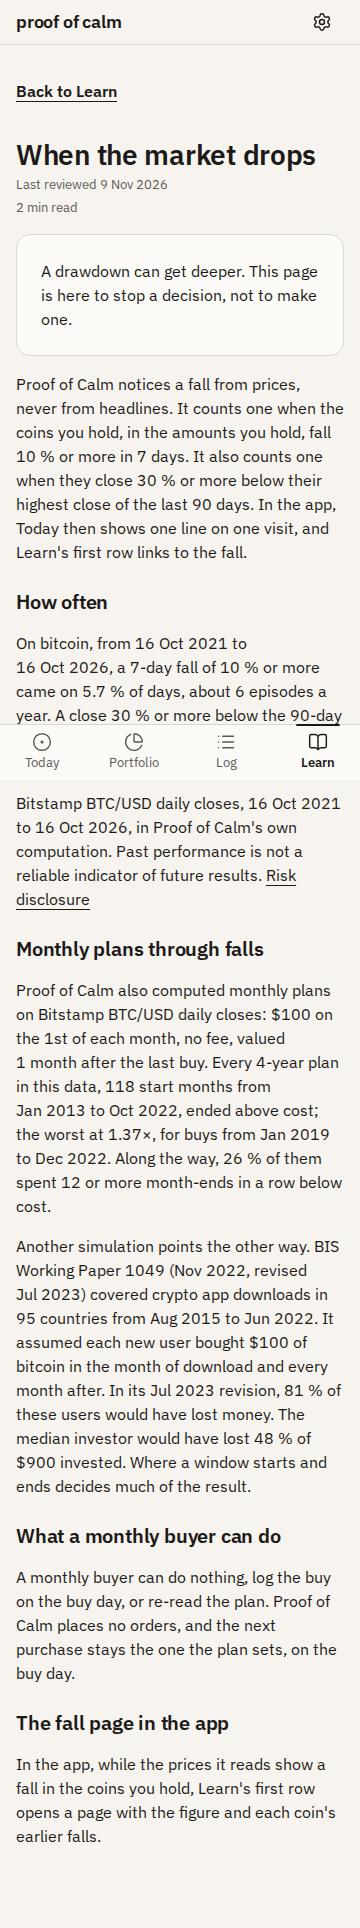 proof of calm
Back to Learn
When the market drops
Last reviewed 9 Nov 2026
2 min read
A drawdown can get deeper. This page
is here to stop a decision, not to make
one.
Proof of Calm notices a fall from prices,
never from headlines. It counts one when the
coins you hold, in the amounts you hold, fall
10 % or more in 7 days. It also counts one
when they close 30 % or more below their
highest close of the last 90 days. In the app,
Today then shows one line on one visit, and
Learn's first row links to the fall.
How often
On bitcoin, from 16 Oct 2021 to
16 Oct 2026, a 7-day fall of 10 % or more
came on 5.7 % of days, about 6 episodes a
year. A close 30 % or more below the 90-day
Today
Portfolio
Log
Learn
Bitstamp BTC/USD daily closes, 16 Oct 2021
to 16 Oct 2026, in Proof of Calm's own
computation. Past performance is not a
reliable indicator of future results. Risk
disclosure
Monthly plans through falls
Proof of Calm also computed monthly plans
on Bitstamp BTC/USD daily closes: $100 on
the 1st of each month, no fee, valued
1 month after the last buy. Every 4-year plan
in this data, 118 start months from
Jan 2013 to Oct 2022, ended above cost;
the worst at 1.37×, for buys from Jan 2019
to Dec 2022. Along the way, 26 % of them
spent 12 or more month-ends in a row below
cost.
Another simulation points the other way. BIS
Working Paper 1049 (Nov 2022, revised
Jul 2023) covered crypto app downloads in
95 countries from Aug 2015 to Jun 2022. It
assumed each new user bought $100 of
bitcoin in the month of download and every
month after. In its Jul 2023 revision, 81 % of
these users would have lost money. The
median investor would have lost 48 % of
$900 invested. Where a window starts and
ends decides much of the result.
What a monthly buyer can do
A monthly buyer can do nothing, log the buy
on the buy day, or re-read the plan. Proof of
Calm places no orders, and the next
purchase stays the one the plan sets, on the
buy day.
The fall page in the app
In the app, while the prices it reads show a
fall in the coins you hold, Learn's first row
opens a page with the figure and each coin's
earlier falls.